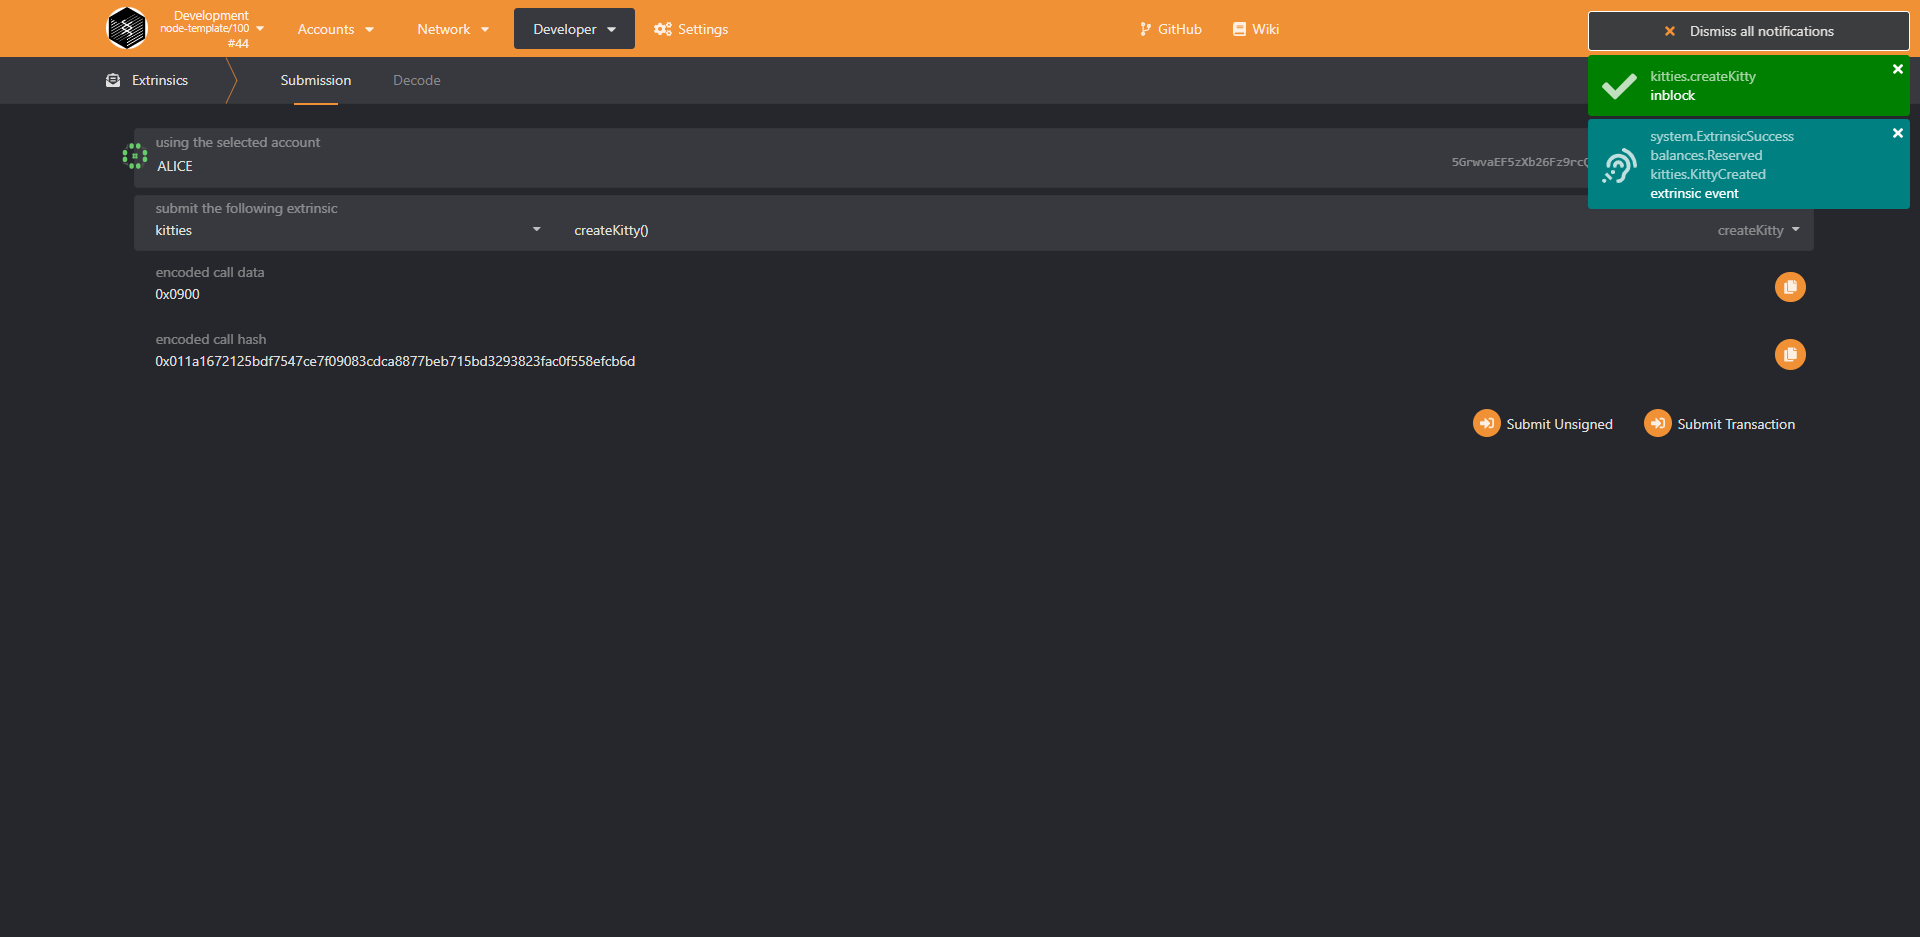 Development
node-template/100
#44
Accounts
Network
Developer
Settings
GitHub
Wiki
Dismiss all notifications
Extrinsics
Submission
Decode
kitties.createKitty
inblock
system.ExtrinsicSuccess
balances.Reserved
kitties.KittyCreated
extrinsic event
using the selected account
ALICE
5GrwvaEF5zXb26Fz9rc
submit the following extrinsic
kitties
createKitty()
createKitty
encoded call data
0x0900
encoded call hash
0x011a1672125bdf7547ce7f09083cdca8877beb715bd3293823fac0f558efcb6d
Submit Unsigned
Submit Transaction